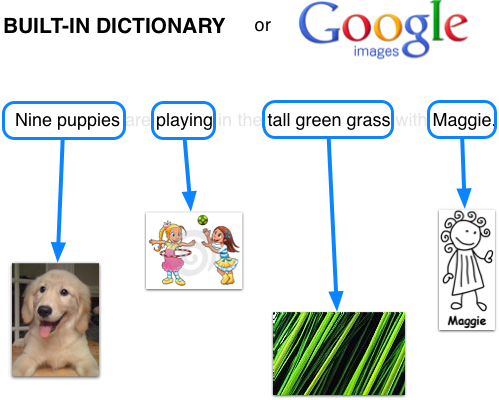 BUILT-IN DICTIONARY or Google
images
Nine puppies are playing in the tall green grass with Maggie.
Maggie